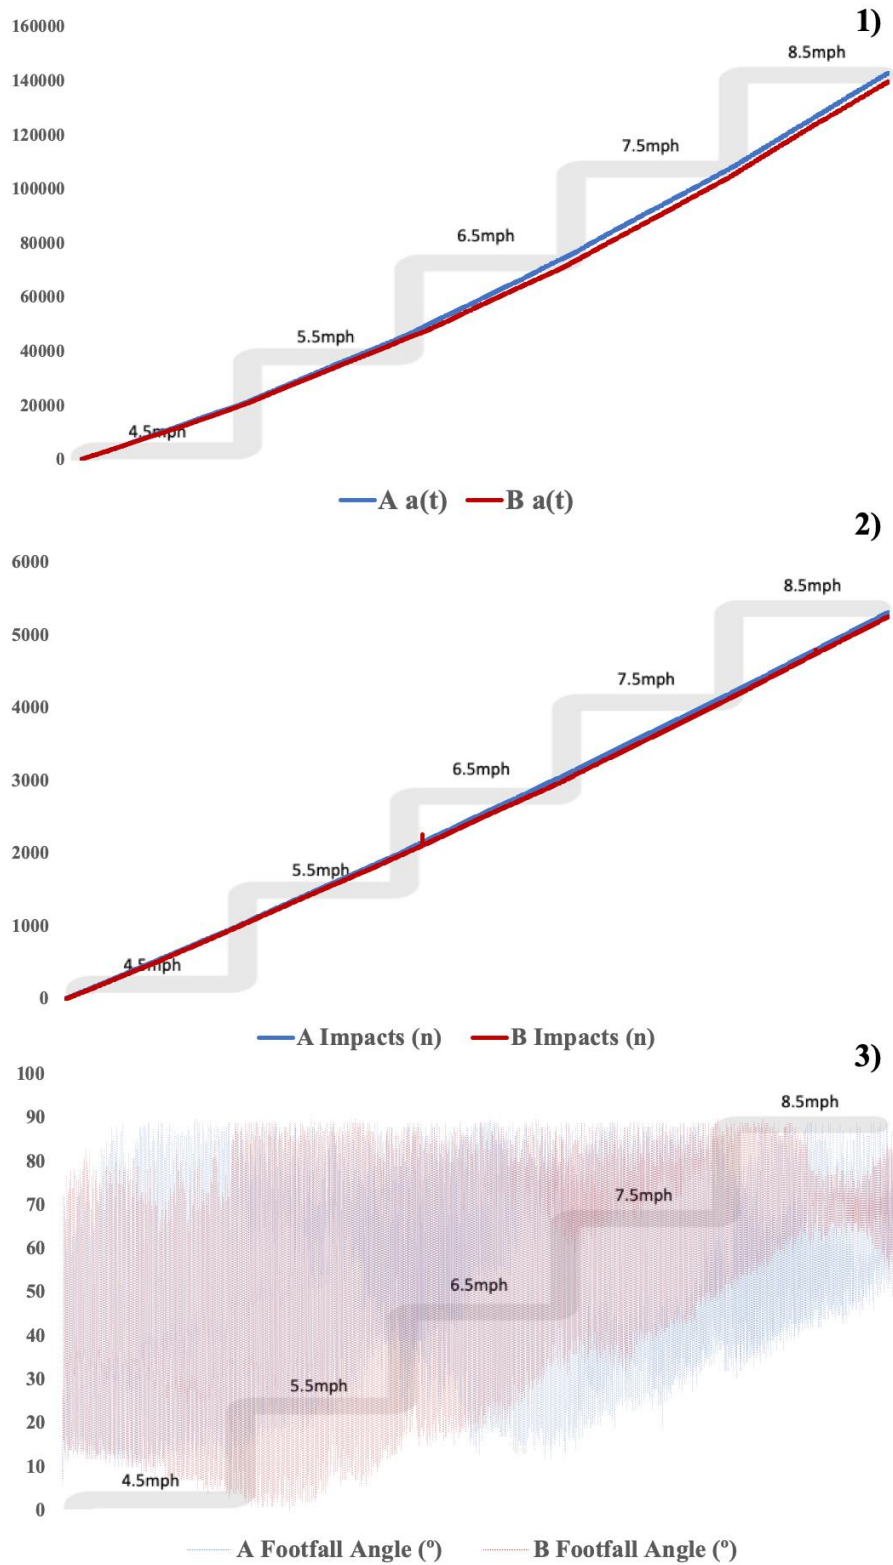 1)
160000
8.5mph
140000
120000
7.5mph
100000
80000
6.5mph
60000
5.5mph
40000
20000
4.5mph
0
A a(t) B a(t)
2)
6000
8.5mph
5000
7.5mph
4000
6.5mph
3000
2000
5.5mph
1000
4.5mph
0
A Impacts (n) B Impacts (n)
3)
100
8.5mph
90
80
7.5mph
70
60
6.5mph
50
40
30
5.5mph
20
10
4.5mph
0
A Footfall Angle (º) B Footfall Angle (º)